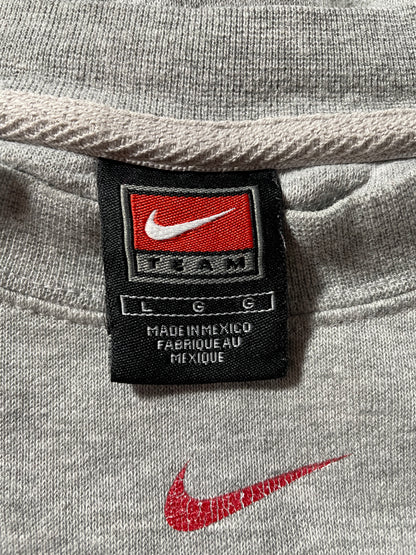 TEAM
L G G
MADE IN MEXICO
FABRIQUE AU
MEXIQUE